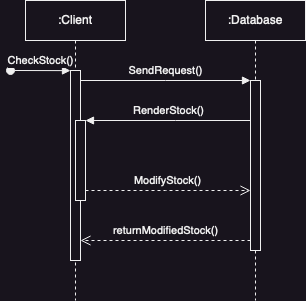 :Client
:Database
CheckStock()
SendRequest()
RenderStock()
ModifyStock()
returnModifiedStock()